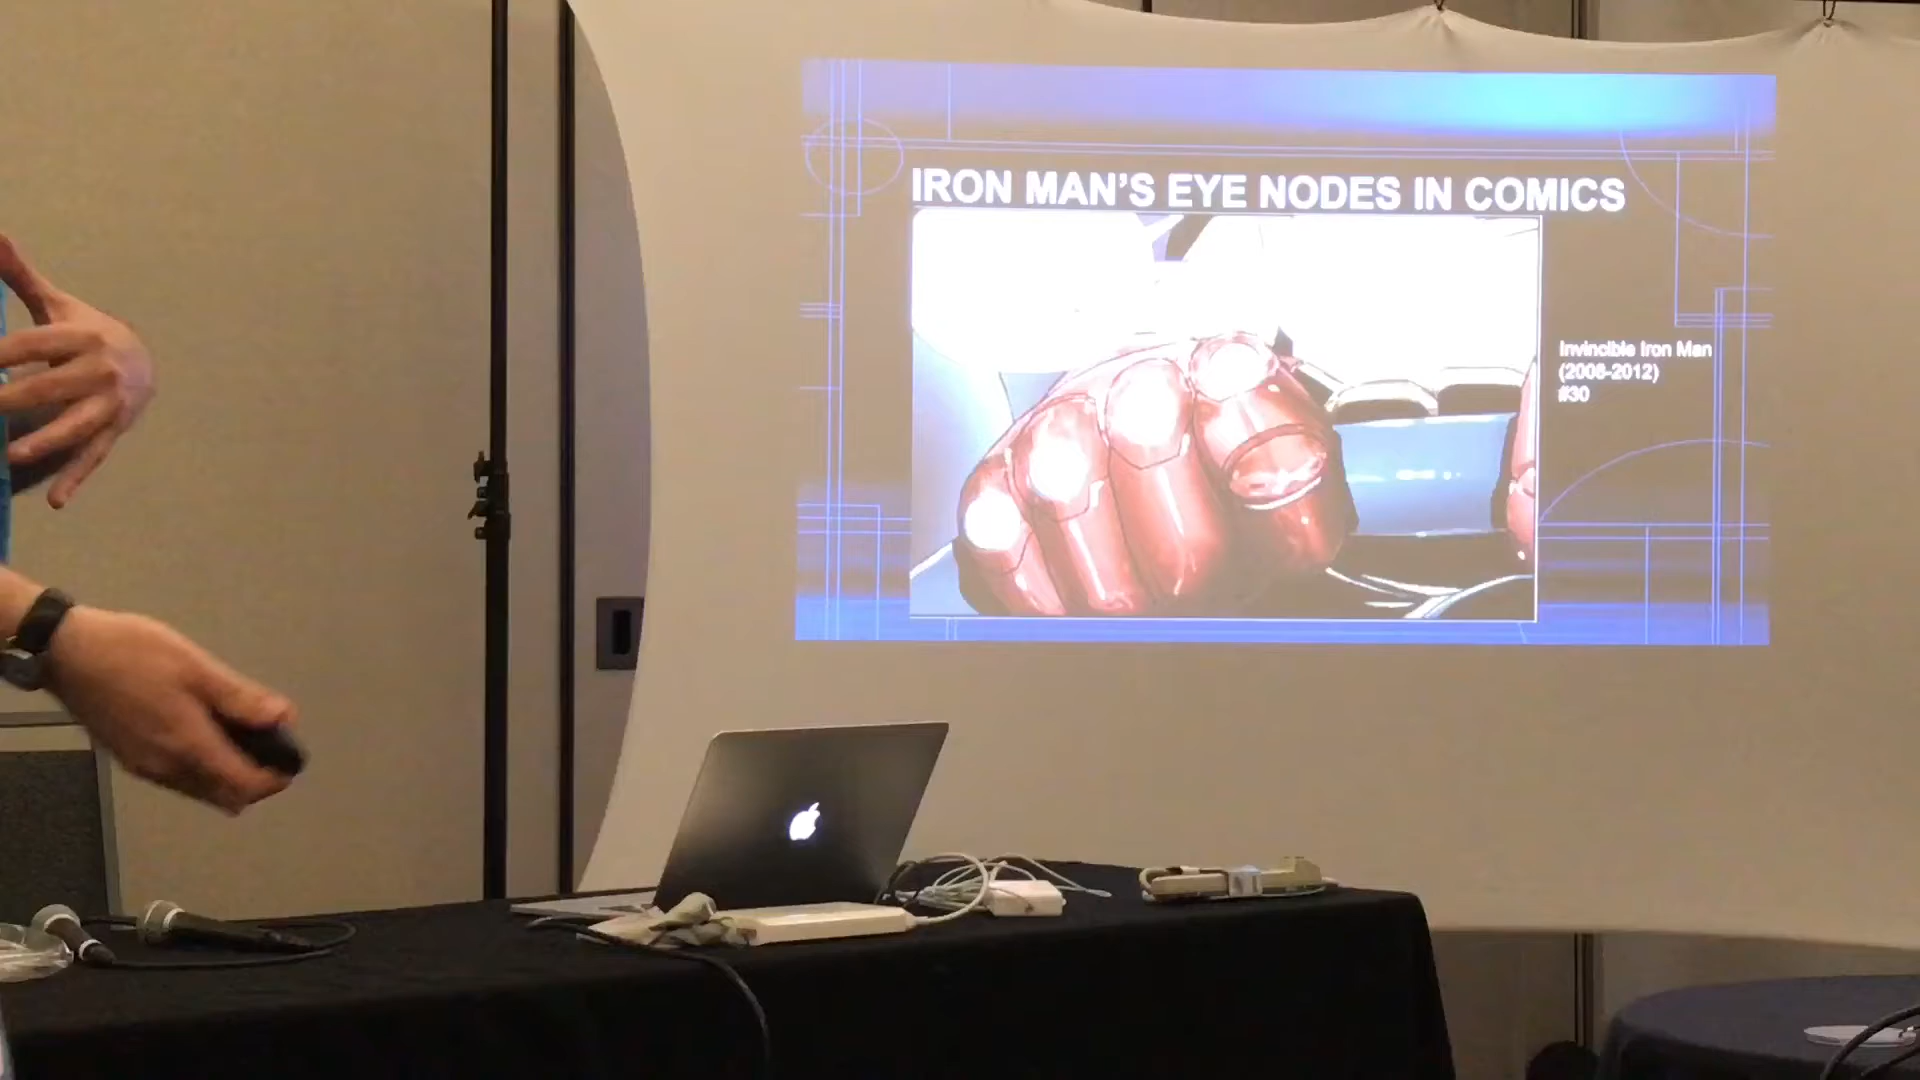 IRON MAN'S EYE NODES IN COMICS
Invincible Iron Man
(2008-2012)
#30